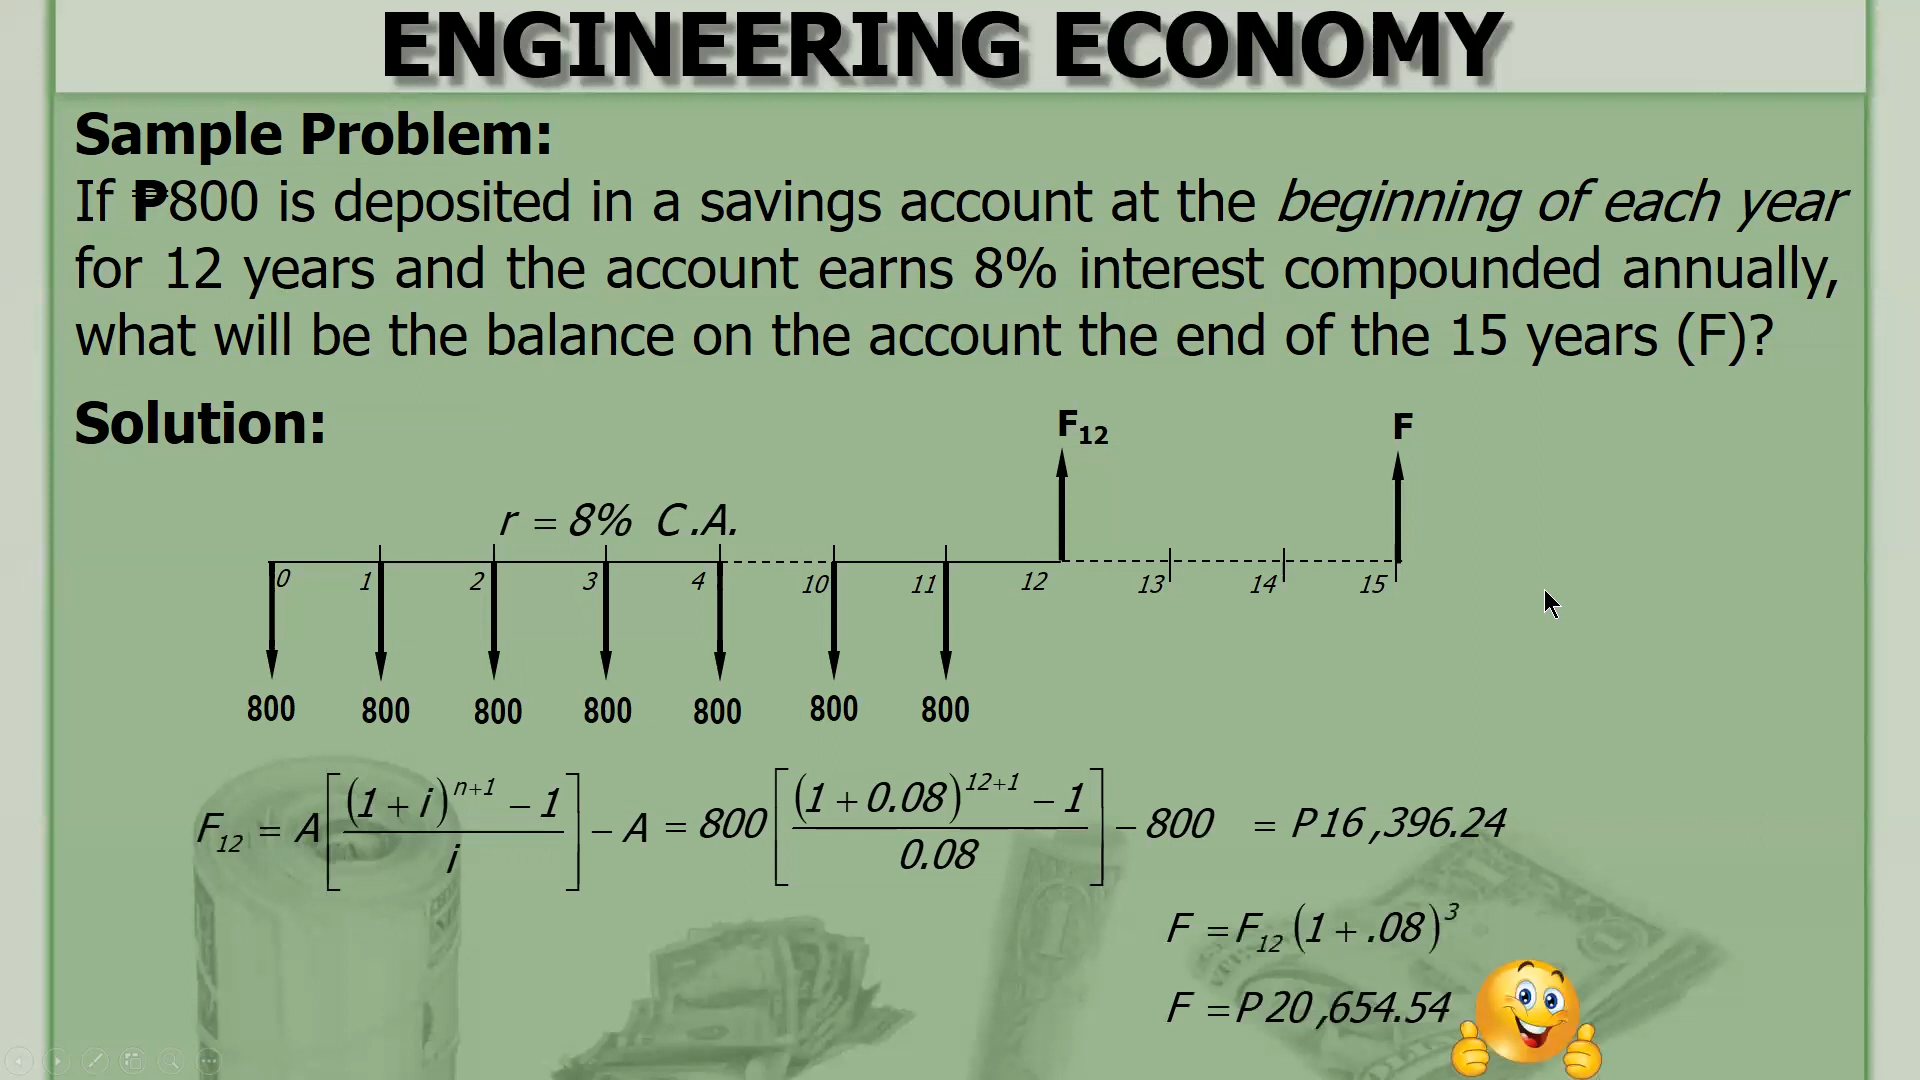 ENGINEERING ECONOMY
Sample Problem:
If ₱800 is deposited in a savings account at the beginning of each year
for 12 years and the account earns 8% interest compounded annually,
what will be the balance on the account the end of the 15 years (F)?
Solution:
F₁₂ F
r = 8% C.A.
0 1 2 3 4 10 11 12 13 14 15
800 800 800 800 800 800 800
F₁₂ = A[((1 + i)ⁿ⁺¹ − 1) / i] − A = 800[((1 + 0.08)¹²⁺¹ − 1) / 0.08] − 800 = P16,396.24
F = F₁₂(1 + .08)³
F = P20,654.54